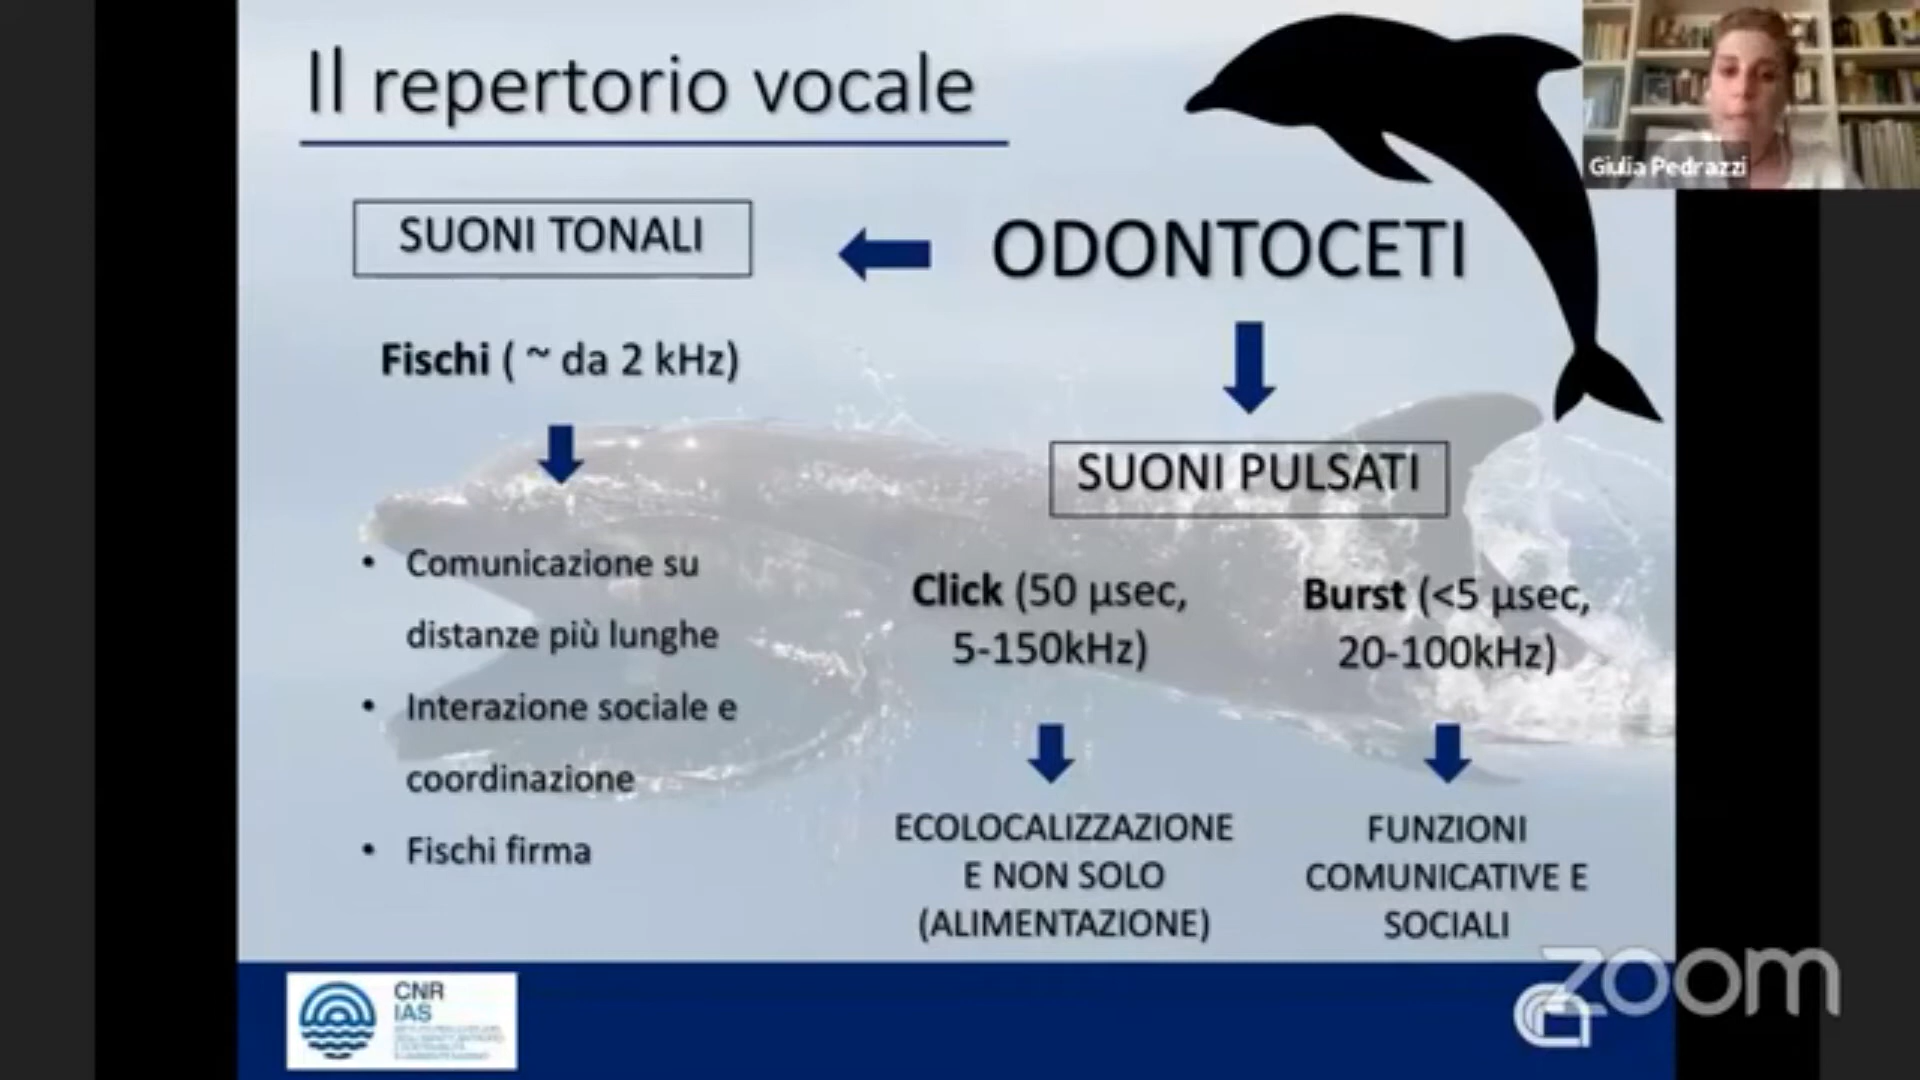 Il repertorio vocale
Giulia Pedrazzi
SUONI TONALI
ODONTOCETI
Fischi ( ~ da 2 kHz)
SUONI PULSATI
• Comunicazione su
distanze più lunghe
• Interazione sociale e
coordinazione
• Fischi firma
Click (50 µsec,
5-150kHz)
Burst (<5 µsec,
20-100kHz)
ECOLOCALIZZAZIONE
E NON SOLO
(ALIMENTAZIONE)
FUNZIONI
COMUNICATIVE E
SOCIALI
CNR
IAS
zoom